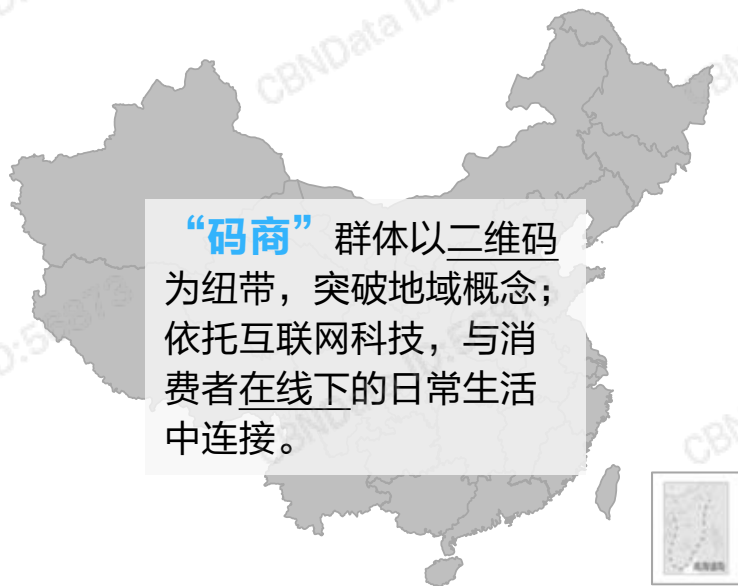 CBNData ID:
“码商”群体以二维码
为纽带，突破地域概念；
依托互联网科技，与消
费者在线下的日常生活
中连接。